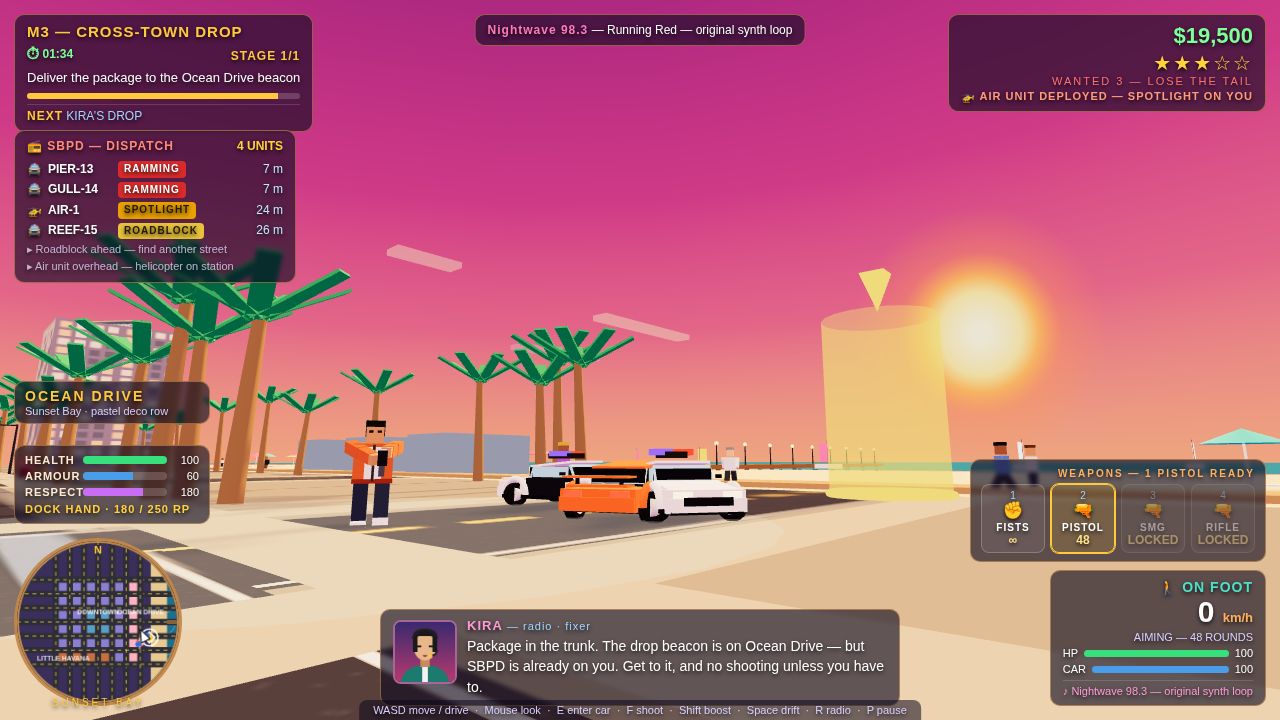 M3 — CROSS-TOWN DROP
⏱ 01:34 STAGE 1/1
Deliver the package to the Ocean Drive beacon
NEXT KIRA'S DROP
SBPD — DISPATCH 4 UNITS
PIER-13 RAMMING 7 m
GULL-14 RAMMING 7 m
AIR-1 SPOTLIGHT 24 m
REEF-15 ROADBLOCK 26 m
▸ Roadblock ahead — find another street
▸ Air unit overhead — helicopter on station
Nightwave 98.3 — Running Red — original synth loop
$19,500
★★★☆☆
WANTED 3 — LOSE THE TAIL
AIR UNIT DEPLOYED — SPOTLIGHT ON YOU
OCEAN DRIVE
Sunset Bay · pastel deco row
HEALTH 100
ARMOUR 60
RESPECT 180
DOCK HAND · 180 / 250 RP
N
DOWNTOWN OCEAN DRIVE
LITTLE HAVANA
SUNSET BAY
KIRA — radio · fixer
Package in the trunk. The drop beacon is on Ocean Drive — but
SBPD is already on you. Get to it, and no shooting unless you have
to.
WASD move / drive · Mouse look · E enter car · F shoot · Shift boost · Space drift · R radio · P pause
WEAPONS — 1 PISTOL READY
1 2 3 4
FISTS PISTOL SMG RIFLE
∞ 48 LOCKED LOCKED
ON FOOT
0 km/h
AIMING — 48 ROUNDS
HP 100
CAR 100
♪ Nightwave 98.3 — original synth loop